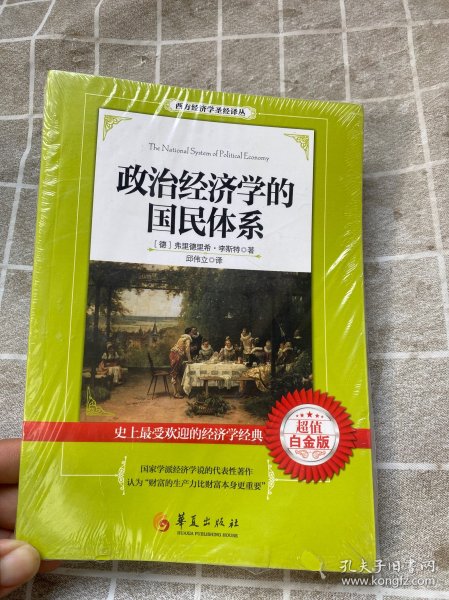 西方经济学圣经译丛
The National System of Political Economy
政治经济学的
国民体系
［德］弗里德里希·李斯特◎著
邱伟立◎译
史上最受欢迎的经济学经典
超值
白金版
国家学派经济学说的代表性著作
认为“财富的生产力比财富本身更重要”
华夏出版社
HUAXIA PUBLISHING HOUSE
孔夫子旧书网
www.kongfz.com